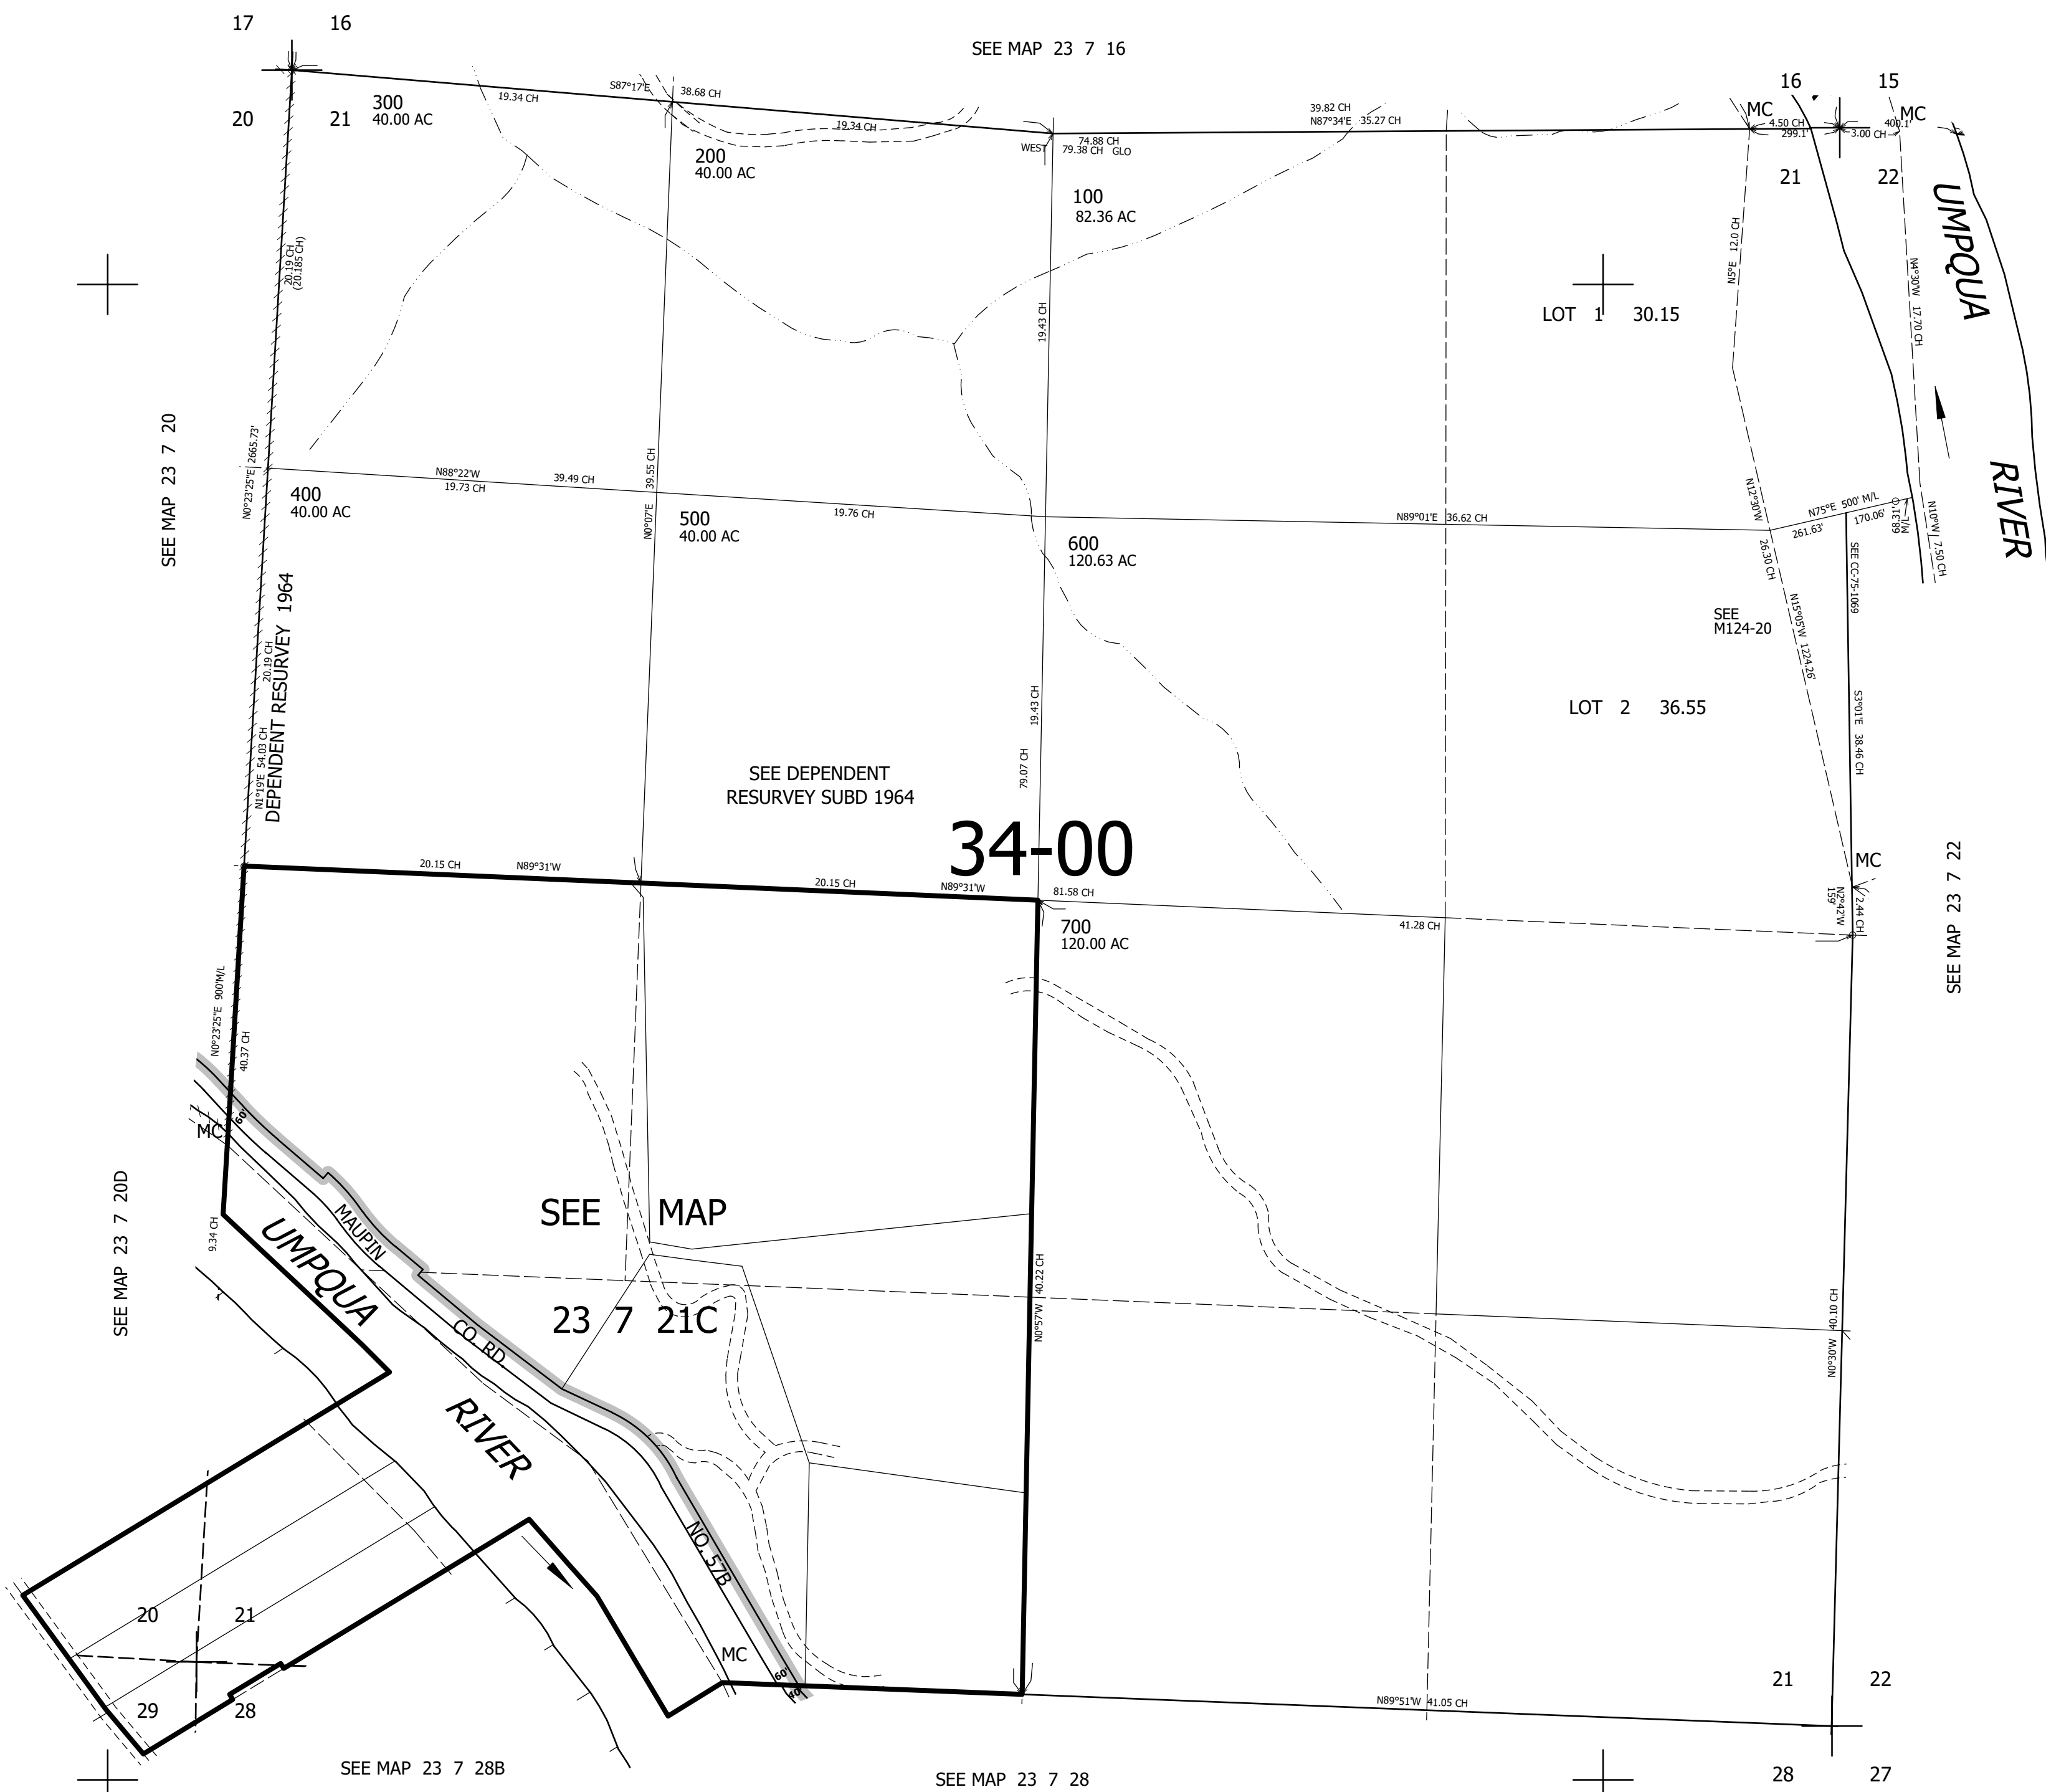 17 16
SEE MAP 23 7 16
16 15
20 21
300
40.00 AC
19.34 CH
S87°17'E
38.68 CH
19.34 CH
200
40.00 AC
WEST
74.88 CH
79.38 CH GLO
39.82 CH
N87°34'E 35.27 CH
MC
4.50 CH
299.1'
3.00 CH
400.1'
MC
21 22
100
82.36 AC
UMPQUA
RIVER
20.19 CH
(20.185 CH)
19.43 CH
N5°E 12.0 CH
N4°30'W 17.70 CH
LOT 1 30.15
SEE MAP 23 7 20
N0°23'25"E 2665.73'
N88°22'W
39.49 CH
19.73 CH
39.55 CH
N0°07'E
19.76 CH
N89°01'E 36.62 CH
N12°30'W
26.30 CH
N75°E 500' M/L
261.63'
170.06'
68.31'
M/L
N10°W 7.50 CH
400
40.00 AC
500
40.00 AC
600
120.63 AC
SEE CC-75-1069
N15°05'W 1224.26'
SEE
M124-20
DEPENDENT RESURVEY 1964
20.19 CH
N1°19'E 54.03 CH
19.43 CH
79.07 CH
LOT 2 36.55
S3°01'E 38.46 CH
SEE DEPENDENT
RESURVEY SUBD 1964
34-00
MC
N2°42'W
159'
2.44 CH
SEE MAP 23 7 22
20.15 CH
N89°31'W
20.15 CH
N89°31'W
81.58 CH
41.28 CH
700
120.00 AC
N0°23'25"E 900'M/L
40.37 CH
60'
MC
SEE MAP 23 7 20D
9.34 CH
UMPQUA
MAUPIN
SEE MAP
23 7 21C
CO. RD.
RIVER
NO. 57B
N0°57'W 40.22 CH
N0°30'W 40.01 CH
20 21
29 28
MC
60'
40'
N89°51'W 41.05 CH
21 22
28 27
SEE MAP 23 7 28B
SEE MAP 23 7 28